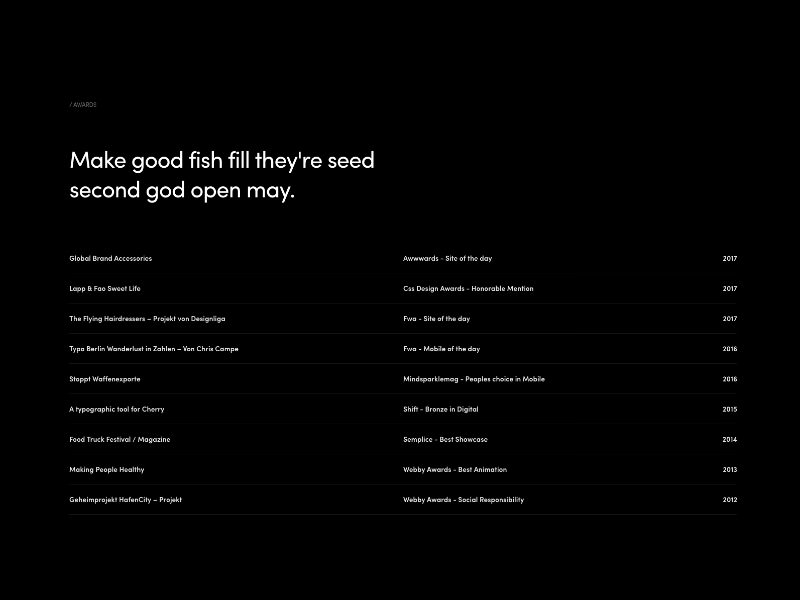 / AWARDS
Make good fish fill they're seed
second god open may.
Global Brand Accessories Awwwards - Site of the day 2017
Lapp & Fao Sweet Life Css Design Awards - Honorable Mention 2017
The Flying Hairdressers – Projekt von Designliga Fwa - Site of the day 2017
Typo Berlin Wanderlust in Zahlen – Von Chris Campe Fwa - Mobile of the day 2016
Stoppt Waffenexporte Mindsparklemag - Peoples choice in Mobile 2016
A typographic tool for Cherry Shift - Bronze in Digital 2015
Food Truck Festival / Magazine Semplice - Best Showcase 2014
Making People Healthy Webby Awards - Best Animation 2013
Geheimprojekt HafenCity – Projekt Webby Awards - Social Responsibility 2012